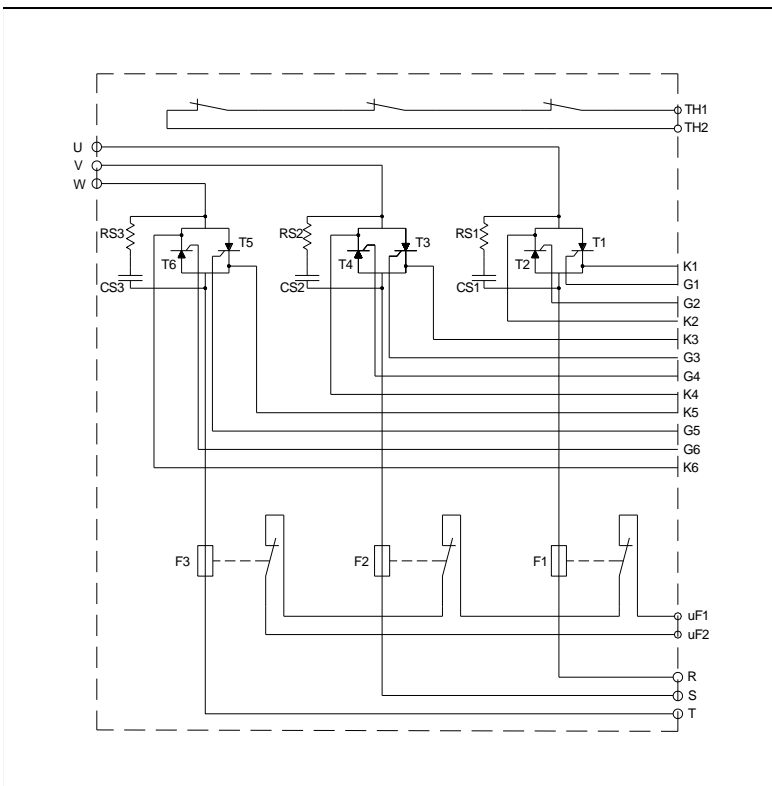 TH1
TH2
U
V
W
RS3
T5
RS2
T3
RS1
T1
T6
T4
T2
CS3
CS2
CS1
K1
G1
G2
K2
K3
G3
G4
K4
K5
G5
G6
K6
F3
F2
F1
uF1
uF2
R
S
T